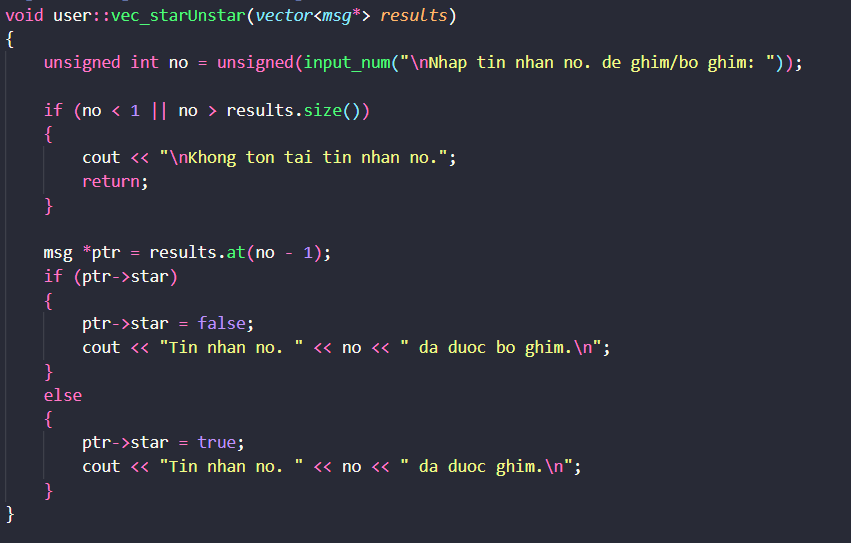 void user::vec_starUnstar(vector<msg*> results)
{
    unsigned int no = unsigned(input_num("\nNhap tin nhan no. de ghim/bo ghim: "));
    if (no < 1 || no > results.size())
    {
        cout << "\nKhong ton tai tin nhan no.";
        return;
    }
    msg *ptr = results.at(no - 1);
    if (ptr->star)
    {
        ptr->star = false;
        cout << "Tin nhan no. " << no << " da duoc bo ghim.\n";
    }
    else
    {
        ptr->star = true;
        cout << "Tin nhan no. " << no << " da duoc ghim.\n";
    }
}